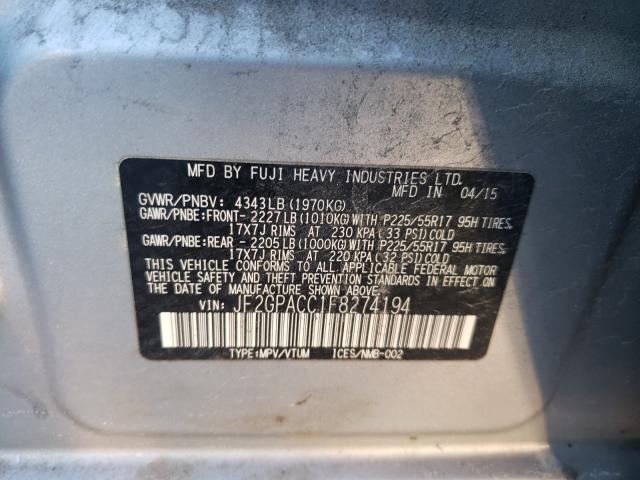 MFD BY FUJI HEAVY INDUSTRIES LTD.
MFD IN 04/15
GVWR/PNBV: 4343LB(1970KG)
GAWR/PNBE:FRONT- 2227LB(1010KG)WITH P225/55R17 95H TIRES,
17X7J RIMS AT 230 KPA(33 PSI)COLD
GAWR/PNBE:REAR -2205LB(1000KG)WITH P225/55R17 95H TIRES,
17X7J RIMS AT 220 KPA(32 PSI)COLD
THIS VEHICLE CONFORMS TO ALL APPLICABLE FEDERAL MOTOR
VEHICLE SAFETY AND THEFT PREVENTION STANDARDS IN EFFECT ON
THE DATE OF MANUFACTURE SHOWN ABOVE.
VIN: JF2GPACC1F8274194
TYPE:MPV/VTUM ICES/NMB-002